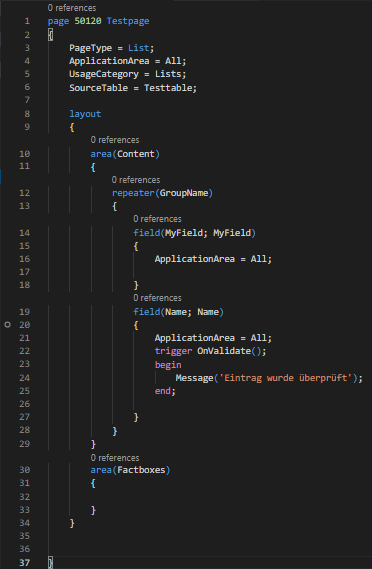 0 references
1 page 50120 Testpage
2 {
3 PageType = List;
4 ApplicationArea = All;
5 UsageCategory = Lists;
6 SourceTable = Testtable;
7
8 layout
9 {
0 references
10 area(Content)
11 {
0 references
12 repeater(GroupName)
13 {
0 references
14 field(MyField; MyField)
15 {
16 ApplicationArea = All;
17
18 }
0 references
19 field(Name; Name)
20 {
21 ApplicationArea = All;
22 trigger OnValidate();
23 begin
24 Message('Eintrag wurde überprüft');
25 end;
26
27 }
28 }
29 }
0 references
30 area(Factboxes)
31 {
32
33 }
34 }
35
36
37 }